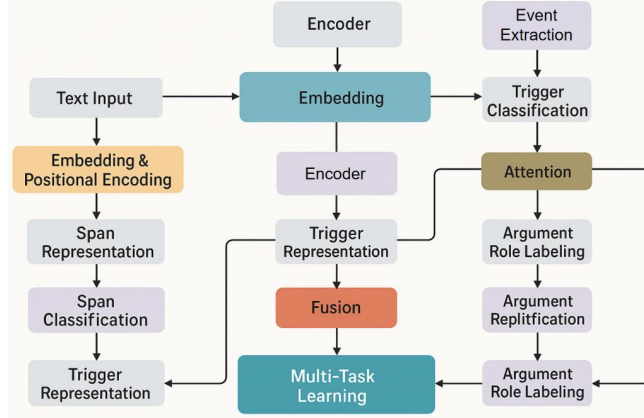 Encoder
Event
Extraction
Text Input
Embedding
Trigger
Classification
Embedding &
Positional Encoding
Encoder
Attention
Span
Representation
Trigger
Representation
Argument
Role Labeling
Span
Classification
Fusion
Argument
Replitfication
Trigger
Representation
Multi-Task
Learning
Argument
Role Labeling